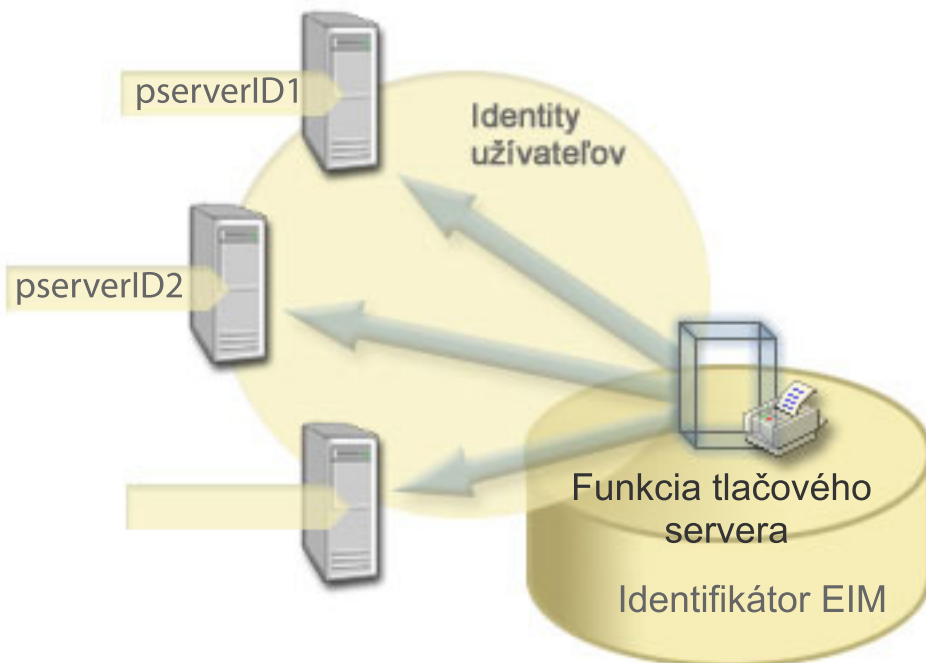 pserverID1
Identity
užívateľov
pserverID2
Funkcia tlačového
servera
Identifikátor EIM